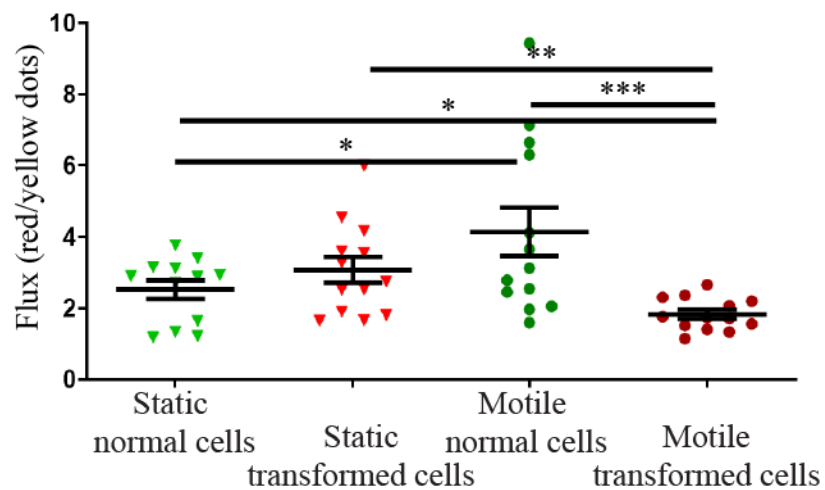 Flux (red/yellow dots)
10
8
6
4
2
0
**
***
*
*
Static
normal cells
Static
transformed cells
Motile
normal cells
Motile
transformed cells